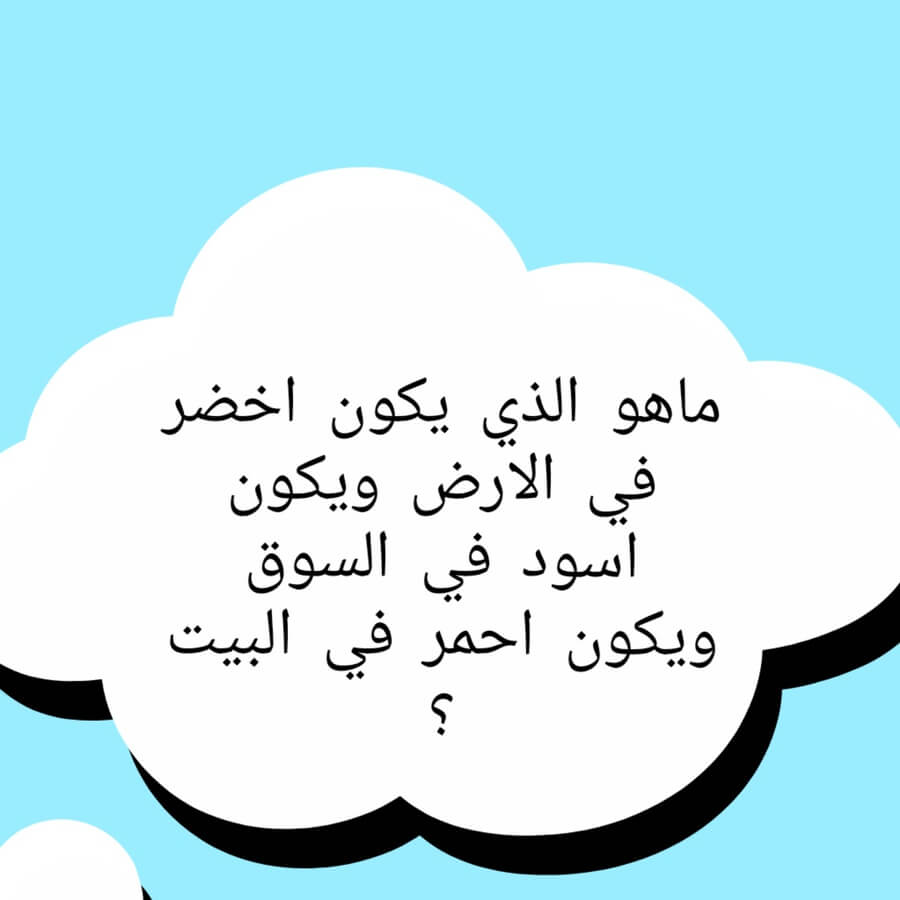 ماهو الذي يكون اخضر
في الارض ويكون
اسود في السوق
ويكون احمر في البيت
؟